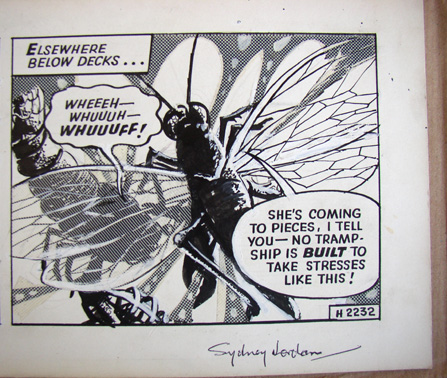 ELSEWHERE
BELOW DECKS...
WHEEEH—
WHUUUH—
WHUUUFF!
SHE'S COMING
TO PIECES, I TELL
YOU—NO TRAMP-
SHIP IS BUILT TO
TAKE STRESSES
LIKE THIS!
H 2232
Sydney Jordan